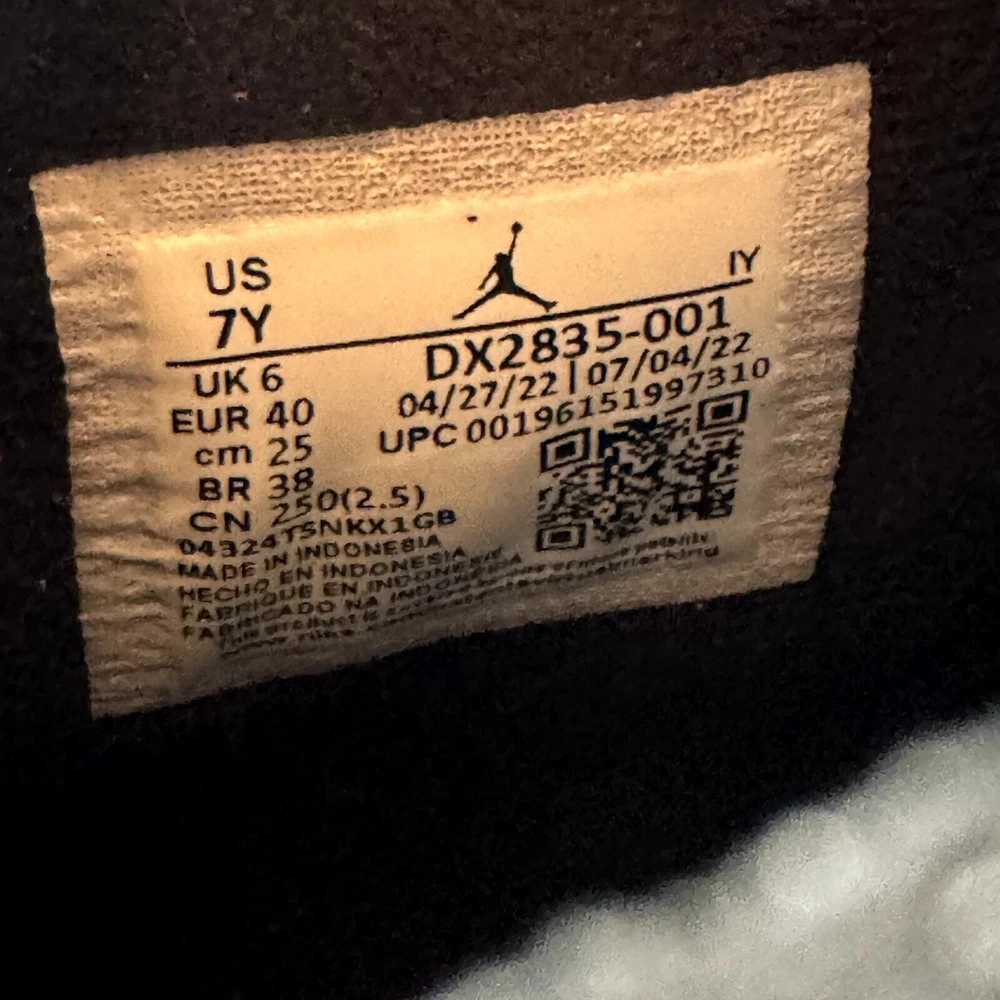 US
7Y
IY
UK 6
EUR 40
cm 25
BR 38
CN 250(2.5)
DX2835-001
04/27/22 | 07/04/22
UPC 00196151997310
04324T5NKX1GB
MADE IN INDONESIA
HECHO EN INDONESIA
FABRIQUE EN INDONESIE
FABRICADO NA INDONESIA